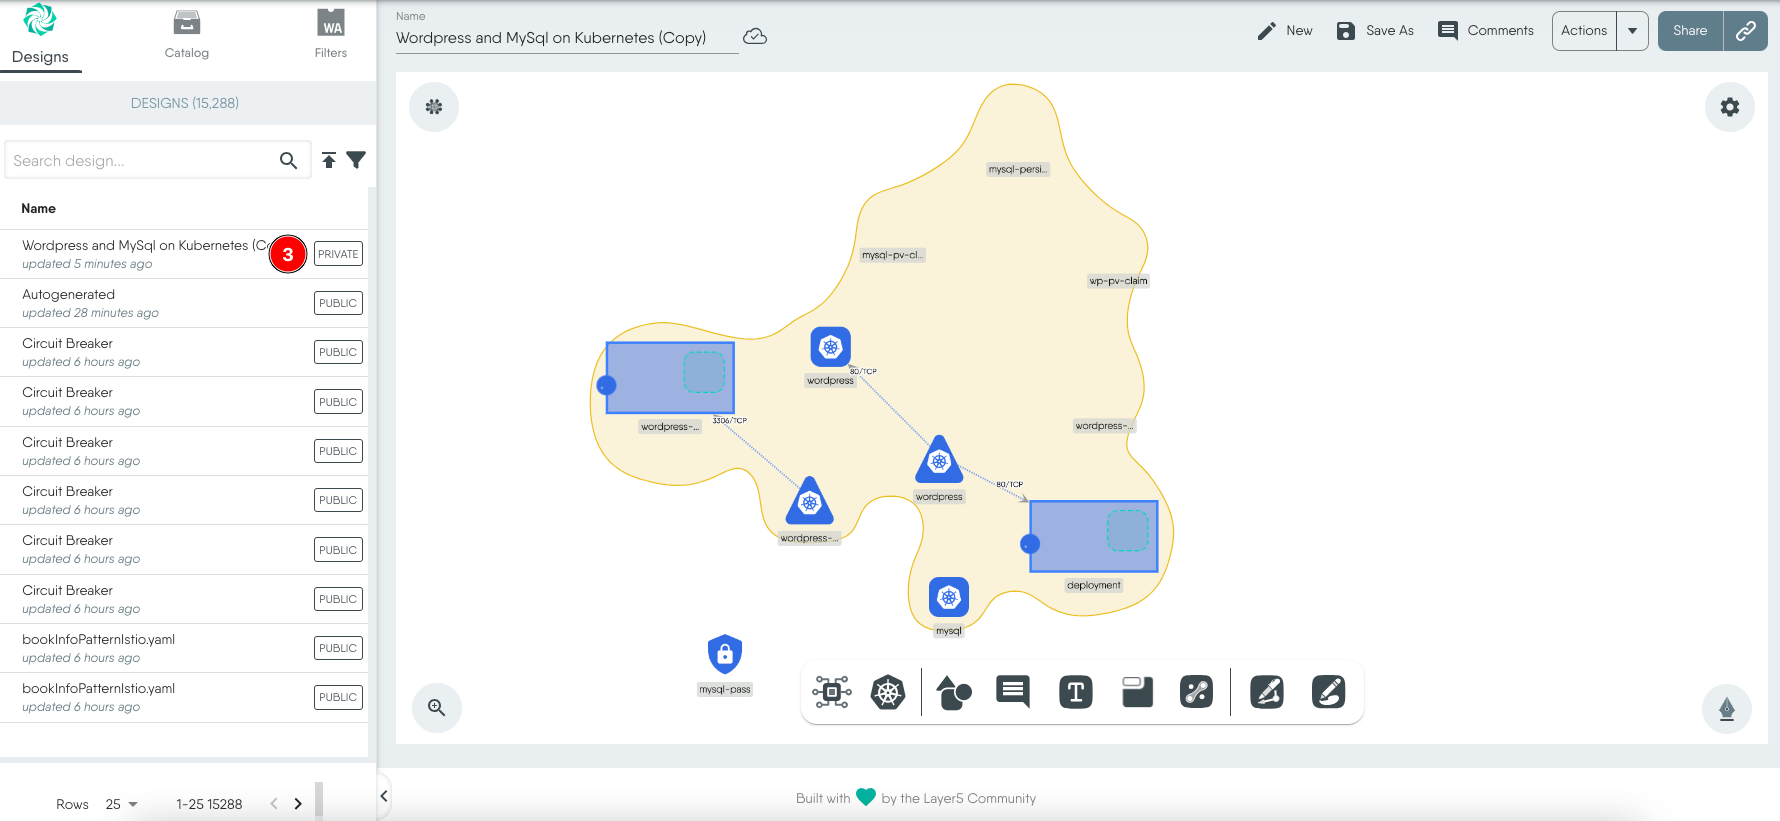 Designs
Catalog
WA
Filters
DESIGNS (15,288)
Search design...
Name
Wordpress and MySql on Kubernetes (Co
updated 5 minutes ago
3
PRIVATE
Autogenerated
updated 28 minutes ago
PUBLIC
Circuit Breaker
updated 6 hours ago
PUBLIC
Circuit Breaker
updated 6 hours ago
PUBLIC
Circuit Breaker
updated 6 hours ago
PUBLIC
Circuit Breaker
updated 6 hours ago
PUBLIC
Circuit Breaker
updated 6 hours ago
PUBLIC
Circuit Breaker
updated 6 hours ago
PUBLIC
bookInfoPatternIstio.yaml
updated 6 hours ago
PUBLIC
bookInfoPatternIstio.yaml
updated 6 hours ago
PUBLIC
Rows 25 1-25 15288
Name
Wordpress and MySql on Kubernetes (Copy)
New
Save As
Comments
Actions
Share
mysql-persi...
mysql-pv-cl...
wp-pv-claim
wordpress
80/TCP
3306/TCP
wordpress-...
wordpress-...
80/TCP
wordpress
wordpress-...
deployment
mysql
mysql-pass
T
Built with by the Layer5 Community